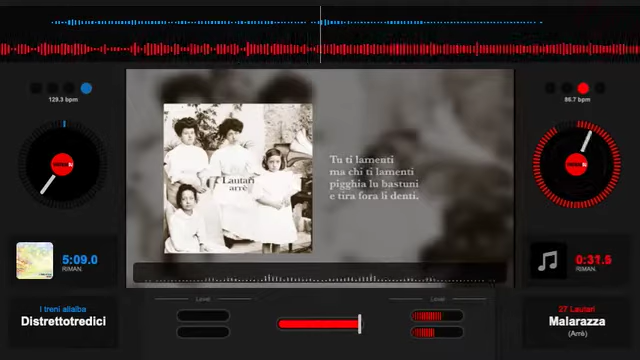 129.3 bpm
86.7 bpm
Lautari
arrè
Tu ti lamenti
ma chi ti lamenti
pigghia lu bastuni
e tira fora li denti.
5:09.0
RIMAN.
0:31.5
RIMAN.
Level
Level
I treni allalba
Distrettotredici
27 Lautari
Malarazza
(Arrè)